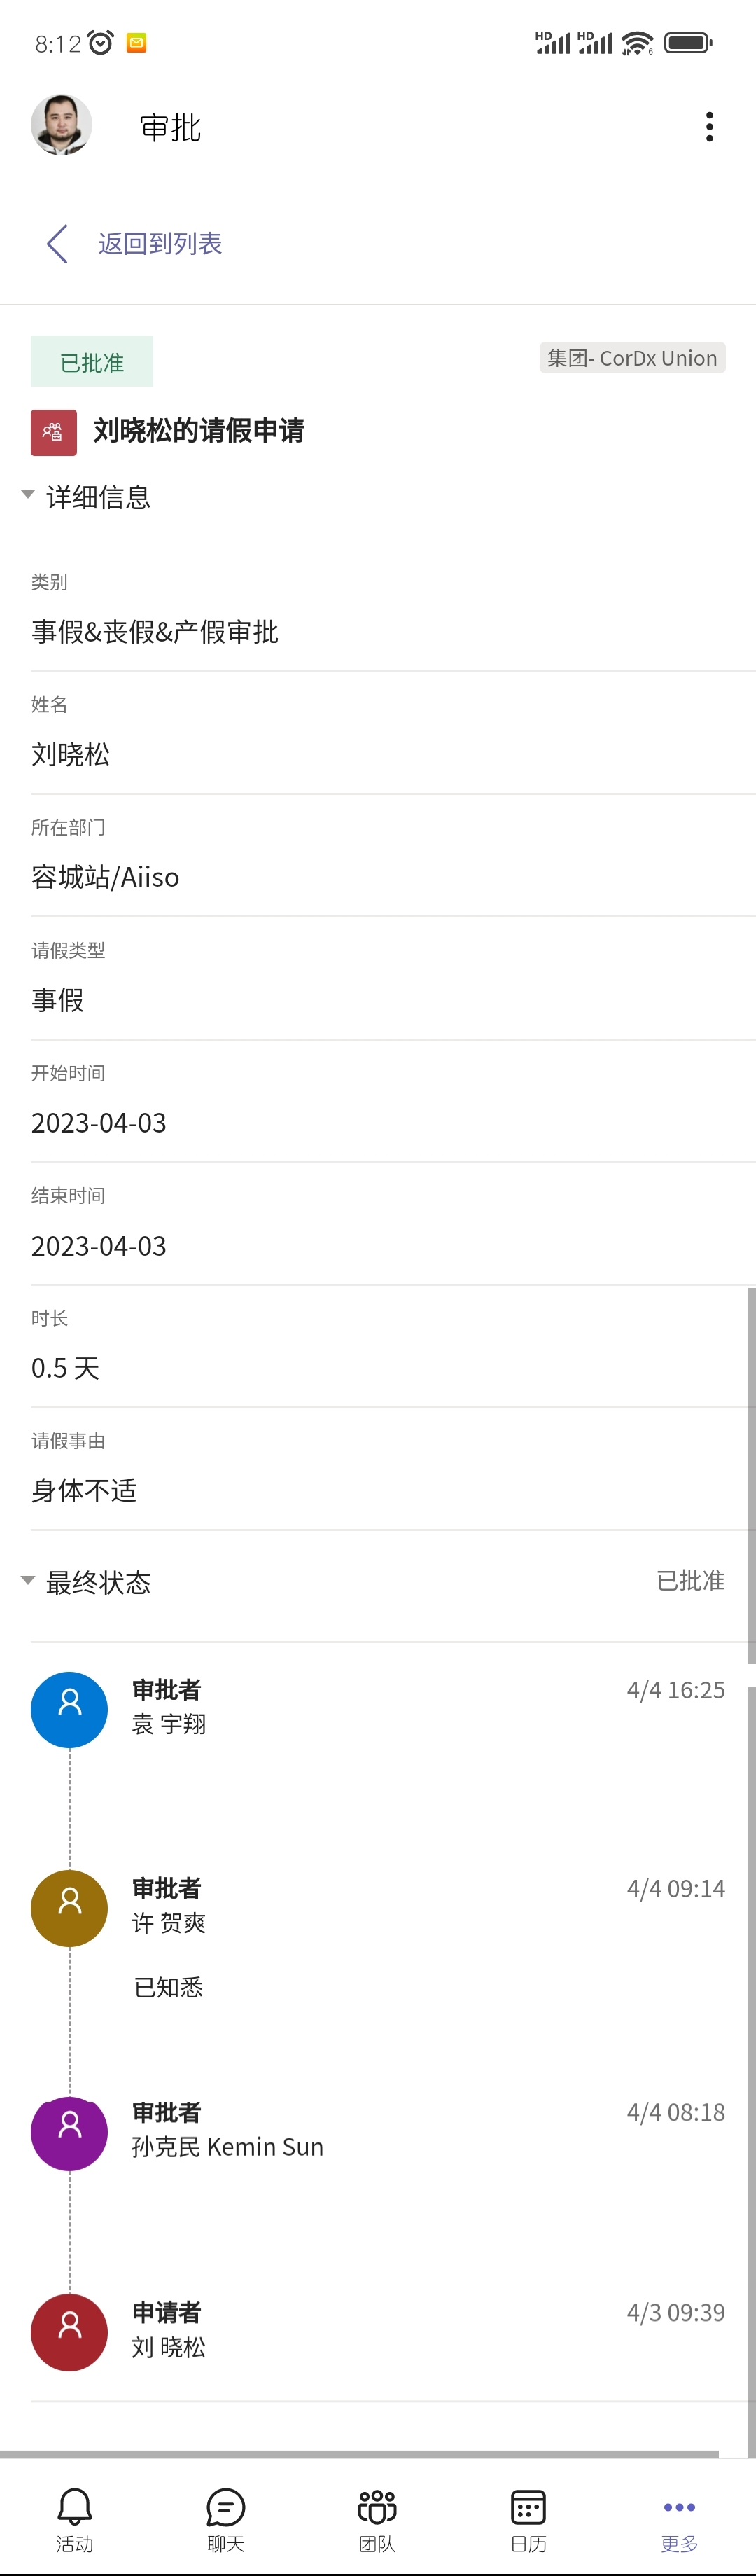 8:12
HD HD 6
审批
返回到列表
已批准
集团- CorDx Union
刘晓松的请假申请
详细信息
类别
事假&丧假&产假审批
姓名
刘晓松
所在部门
容城站/Aiiso
请假类型
事假
开始时间
2023-04-03
结束时间
2023-04-03
时长
0.5 天
请假事由
身体不适
最终状态 已批准
审批者 4/4 16:25
袁 宇翔
审批者 4/4 09:14
许 贺爽
已知悉
审批者 4/4 08:18
孙克民 Kemin Sun
申请者 4/3 09:39
刘 晓松
活动 聊天 团队 日历 更多